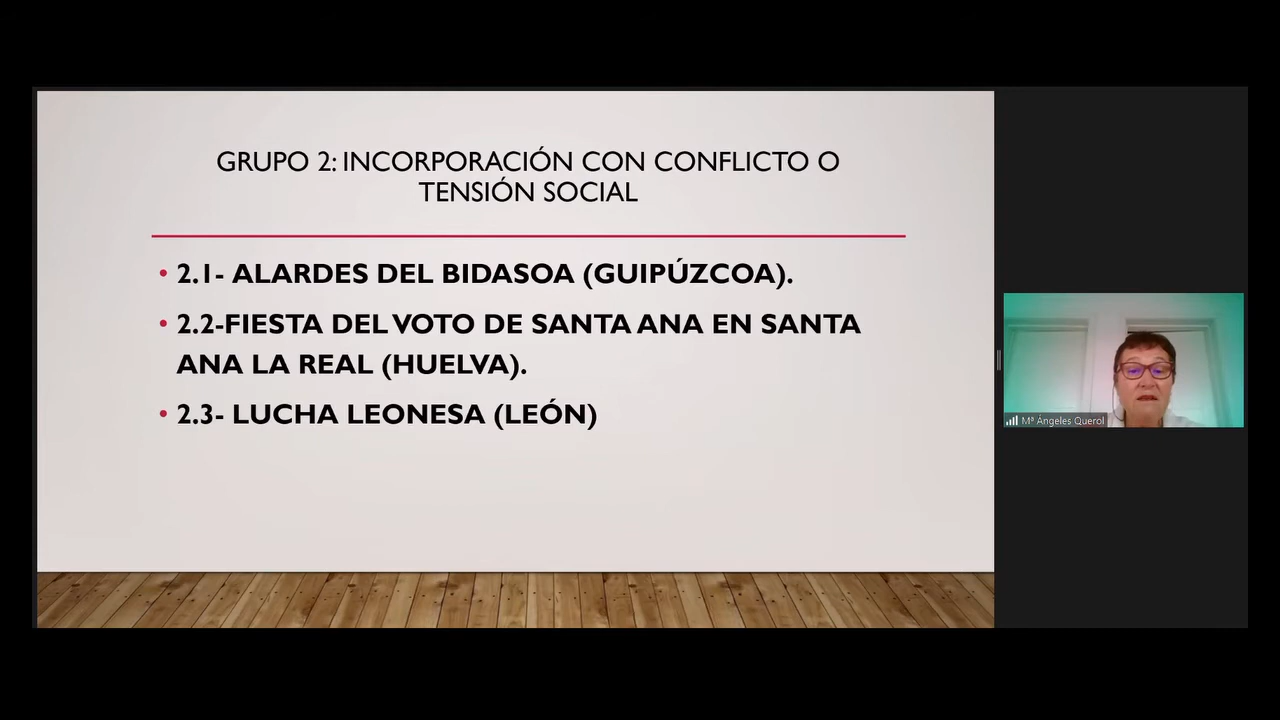 GRUPO 2: INCORPORACIÓN CON CONFLICTO O
TENSIÓN SOCIAL
• 2.1- ALARDES DEL BIDASOA (GUIPÚZCOA).
• 2.2-FIESTA DEL VOTO DE SANTA ANA EN SANTA
ANA LA REAL (HUELVA).
• 2.3- LUCHA LEONESA (LEÓN)
Mª Ángeles Querol